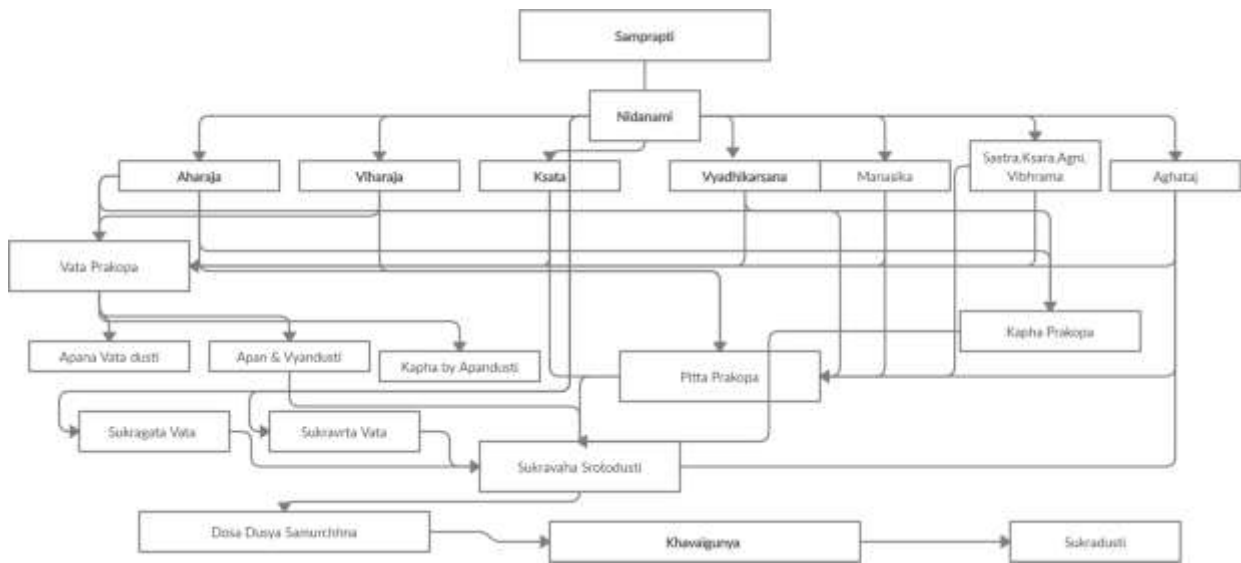 Samprapti
Nidanami
Aharaja
Viharaja
Ksata
Vyadhikarsana
Manasika
Sastra,Ksara,Agni,
Vibhrama
Aghataj
Vata Prakopa
Kapha Prakopa
Apana Vata dusti
Apan & Vyandusti
Kapha by Apandusti
Pitta Prakopa
Sukragata Vata
Sukravrta Vata
Sukravaha Srotodusti
Dosa Dusya Samurchhna
Khavaigunya
Sukradusti